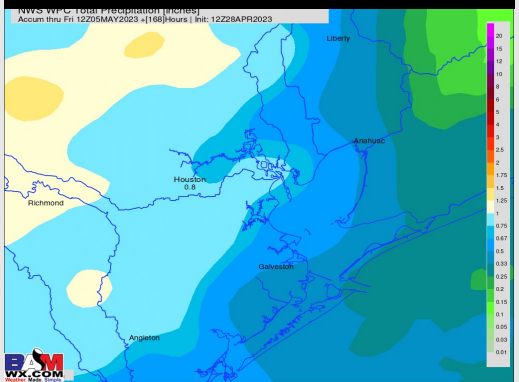 NWS WPC Total Precipitation [inches]
Accum thru Fri 12Z05MAY2023 +[168]Hours | Init: 12Z28APR2023
Liberty
Anahuac
Houston
0.8
Richmond
Galveston
Angleton
20
15
12
10
8
6
5
4
3
2.5
2
1.75
1.5
1.25
1
0.75
0.67
0.5
0.33
0.25
0.2
0.15
0.1
0.05
0.03
0.01
BAM
WX.COM
Weather. Made. Simple.